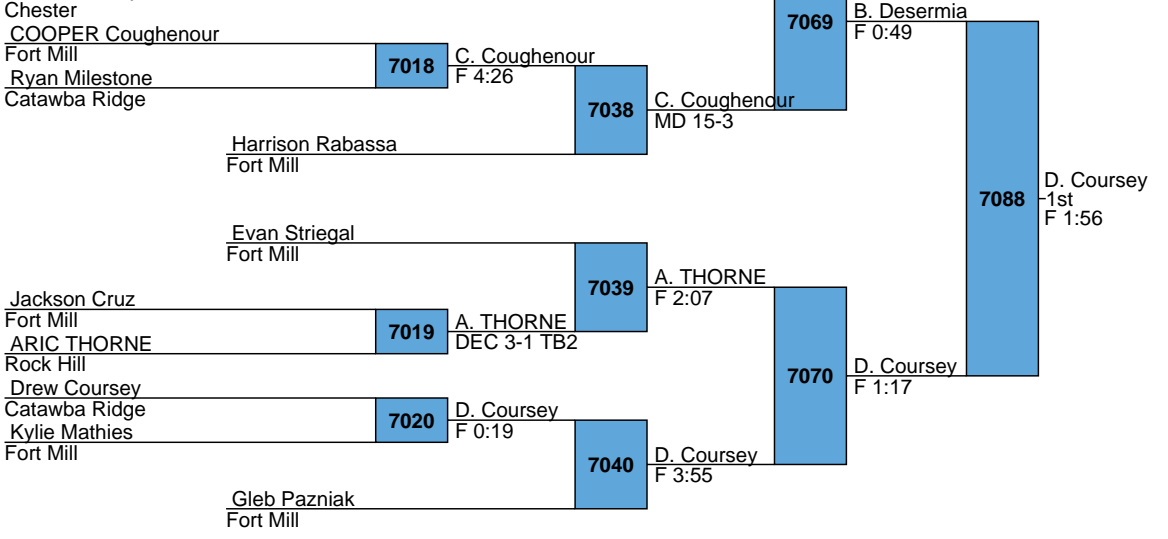 Chester
COOPER Coughenour
Fort Mill
Ryan Milestone
Catawba Ridge
7018
C. Coughenour
F 4:26
Harrison Rabassa
Fort Mill
7038
C. Coughenour
MD 15-3
7069
B. Desermia
F 0:49
Evan Striegal
Fort Mill
Jackson Cruz
Fort Mill
ARIC THORNE
Rock Hill
7019
A. THORNE
DEC 3-1 TB2
7039
A. THORNE
F 2:07
Drew Coursey
Catawba Ridge
Kylie Mathies
Fort Mill
7020
D. Coursey
F 0:19
Gleb Pazniak
Fort Mill
7040
D. Coursey
F 3:55
7070
D. Coursey
F 1:17
7088
D. Coursey
1st
F 1:56